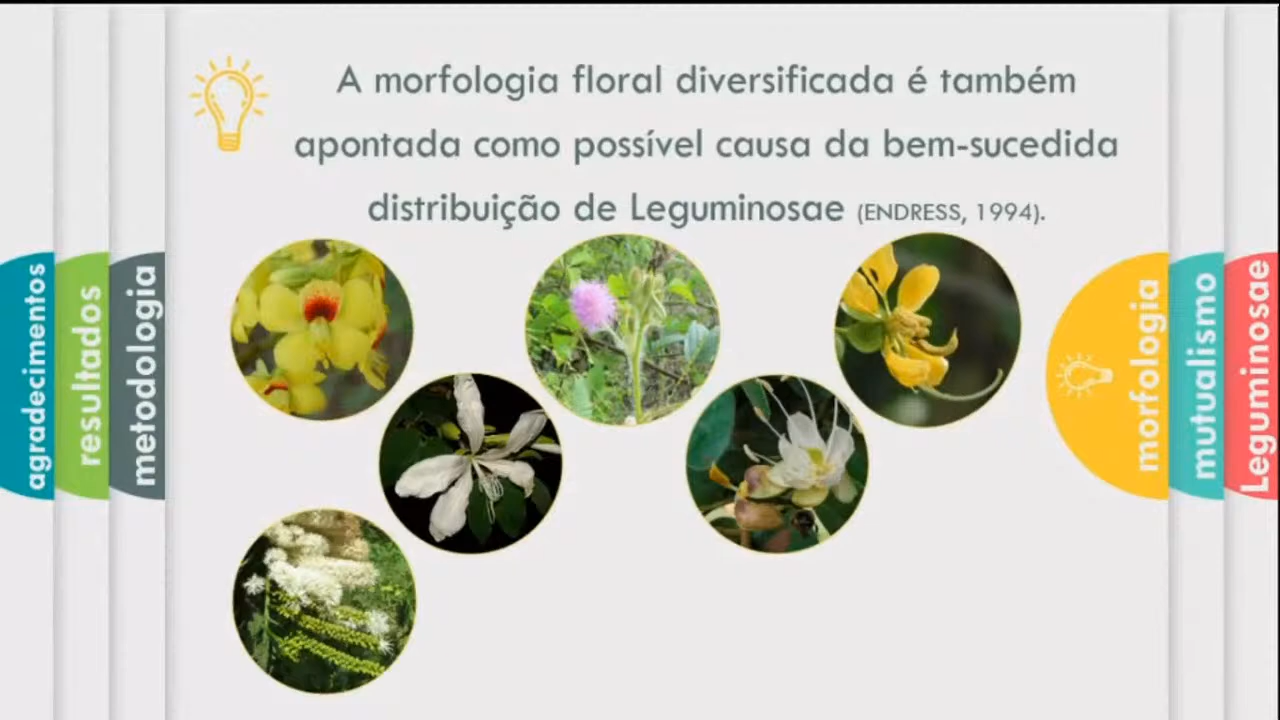 A morfologia floral diversificada é também
apontada como possível causa da bem-sucedida
distribuição de Leguminosae (ENDRESS, 1994).
agradecimentos
resultados
metodologia
morfologia
mutualismo
Leguminosae